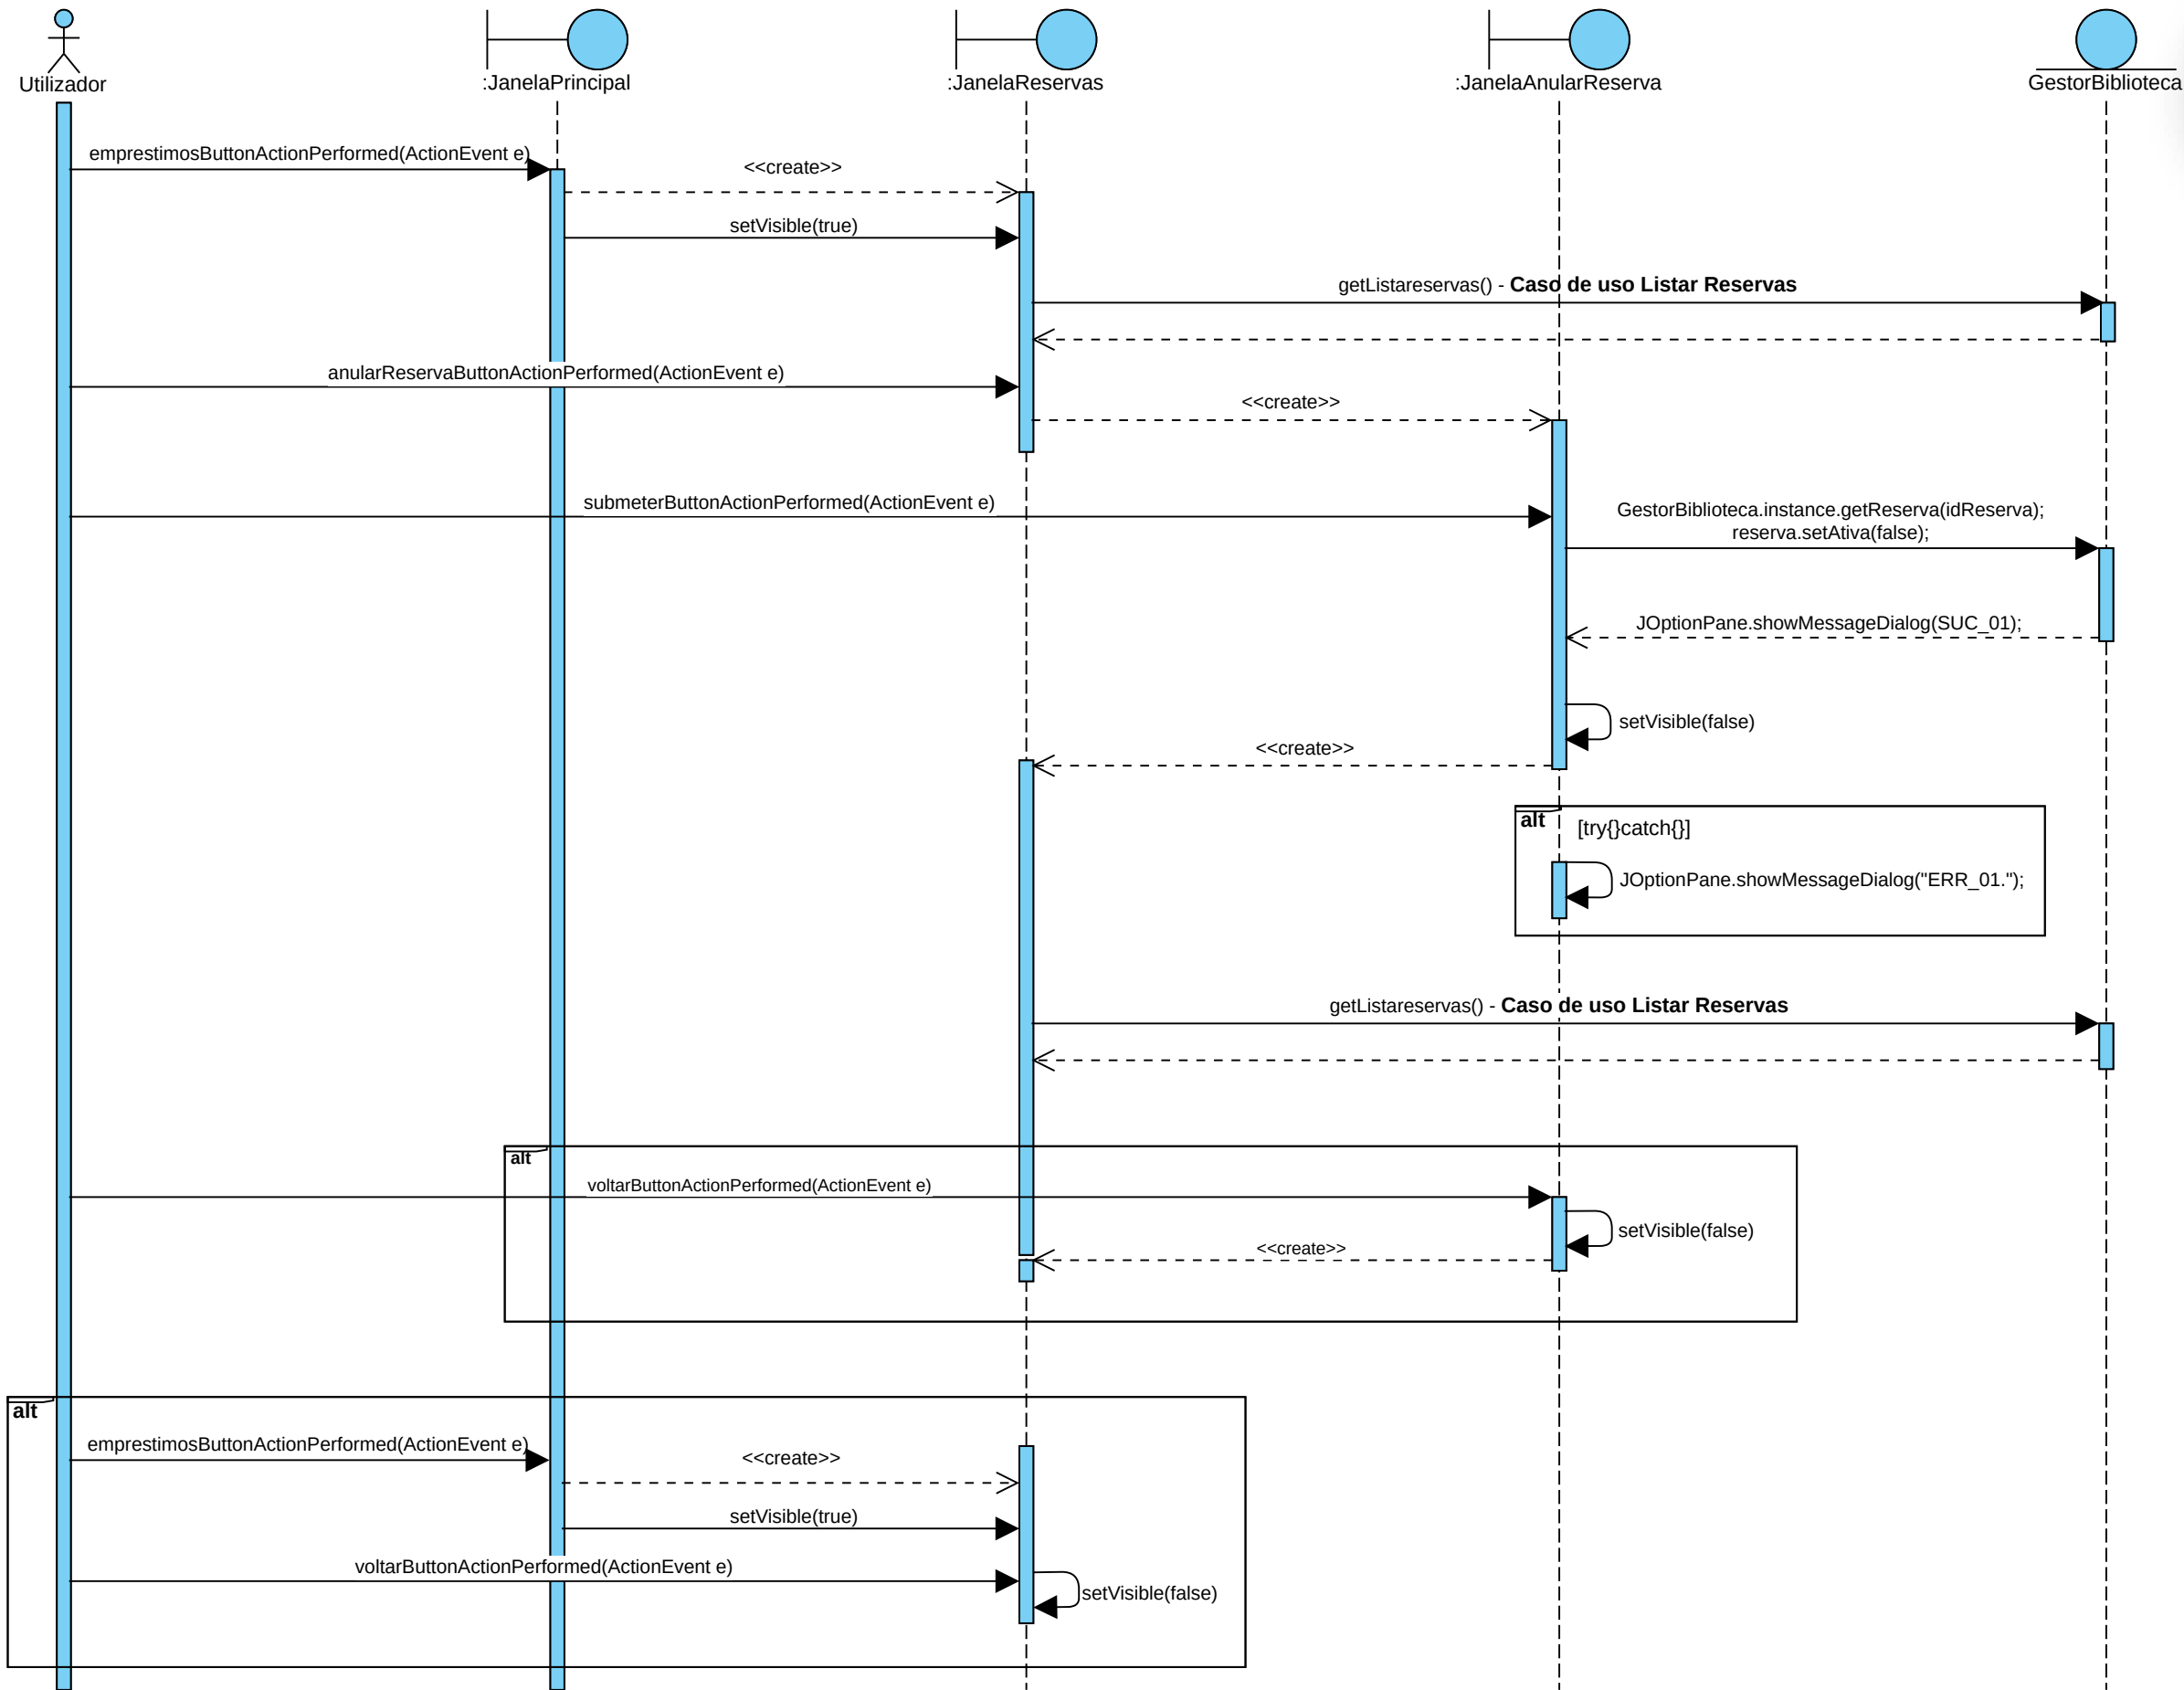 Utilizador
:JanelaPrincipal
:JanelaReservas
:JanelaAnularReserva
GestorBiblioteca
emprestimosButtonActionPerformed(ActionEvent e)
<<create>>
setVisible(true)
getListareservas() - Caso de uso Listar Reservas
anularReservaButtonActionPerformed(ActionEvent e)
<<create>>
submeterButtonActionPerformed(ActionEvent e)
GestorBiblioteca.instance.getReserva(idReserva);
reserva.setAtiva(false);
JOptionPane.showMessageDialog(SUC_01);
setVisible(false)
<<create>>
alt
[try{}catch{}]
JOptionPane.showMessageDialog("ERR_01.");
getListareservas() - Caso de uso Listar Reservas
alt
voltarButtonActionPerformed(ActionEvent e)
setVisible(false)
<<create>>
alt
emprestimosButtonActionPerformed(ActionEvent e)
<<create>>
setVisible(true)
voltarButtonActionPerformed(ActionEvent e)
setVisible(false)